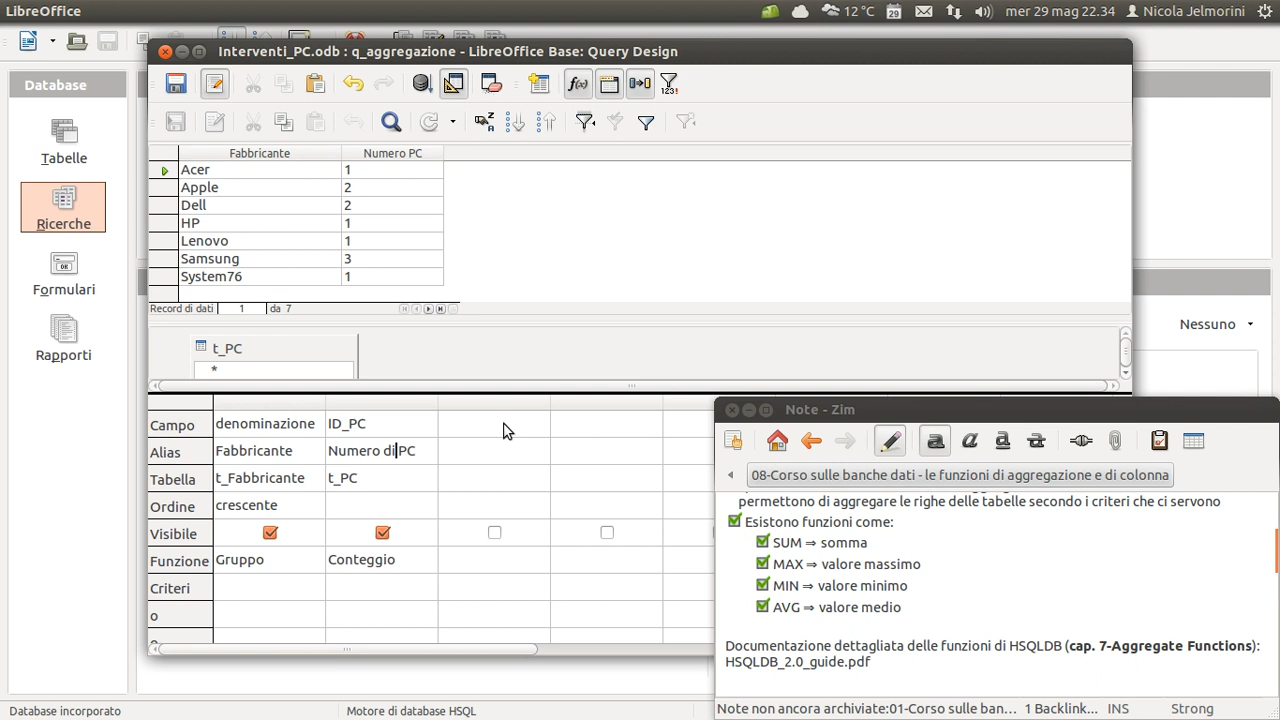 LibreOffice
12 °C
mer 29 mag 22.34
Nicola Jelmorini
Interventi_PC.odb : q_aggregazione - LibreOffice Base: Query Design
Database
Tabelle
Ricerche
Formulari
Rapporti
Fabbricante Numero PC
Acer 1
Apple 2
Dell 2
HP 1
Lenovo 1
Samsung 3
System76 1
Record di dati 1 da 7
Nessuno
t_PC
*
Campo denominazione ID_PC
Alias Fabbricante Numero di PC
Tabella t_Fabbricante t_PC
Ordine crescente
Visibile
Funzione Gruppo Conteggio
Criteri
o
Note - Zim
08-Corso sulle banche dati - le funzioni di aggregazione e di colonna
permettono di aggregare le righe delle tabelle secondo i criteri che ci servono
Esistono funzioni come:
SUM ⇒ somma
MAX ⇒ valore massimo
MIN ⇒ valore minimo
AVG ⇒ valore medio
Documentazione dettagliata delle funzioni di HSQLDB (cap. 7-Aggregate Functions):
HSQLDB_2.0_guide.pdf
Note non ancora archiviate:01-Corso sulle ban... 1 Backlink... INS Strong
Database incorporato
Motore di database HSQL